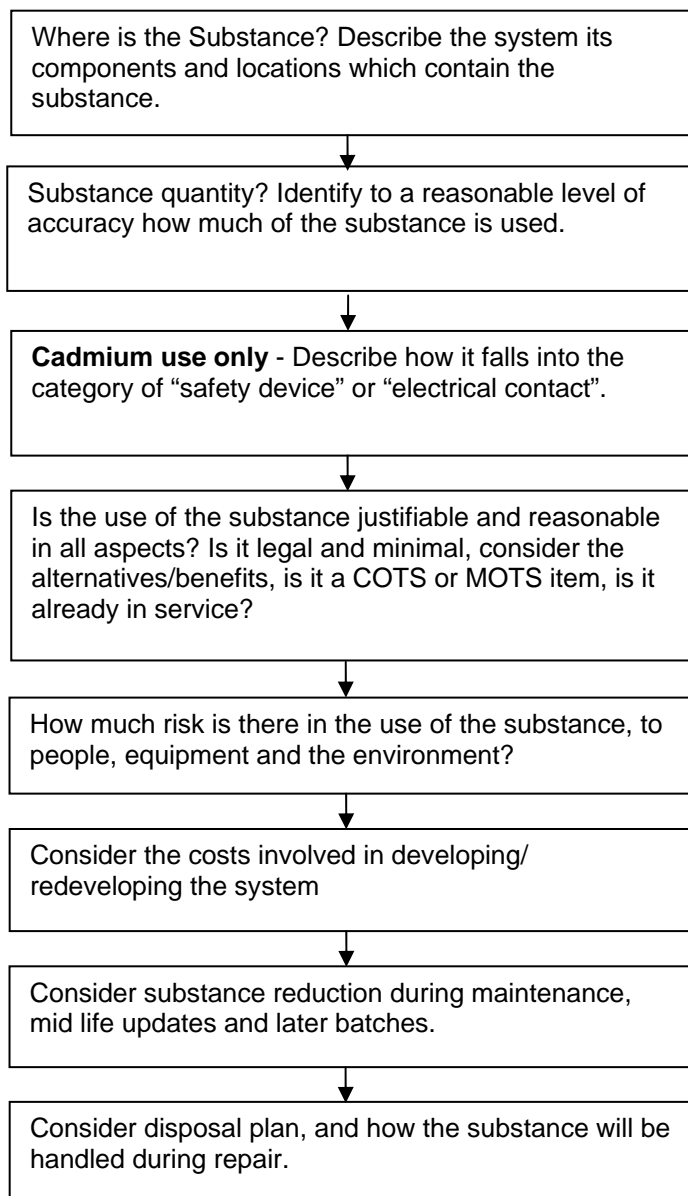 Where is the Substance? Describe the system its
components and locations which contain the
substance.
Substance quantity? Identify to a reasonable level of
accuracy how much of the substance is used.
Cadmium use only - Describe how it falls into the
category of “safety device” or “electrical contact”.
Is the use of the substance justifiable and reasonable
in all aspects? Is it legal and minimal, consider the
alternatives/benefits, is it a COTS or MOTS item, is it
already in service?
How much risk is there in the use of the substance, to
people, equipment and the environment?
Consider the costs involved in developing/
redeveloping the system
Consider substance reduction during maintenance,
mid life updates and later batches.
Consider disposal plan, and how the substance will be
handled during repair.